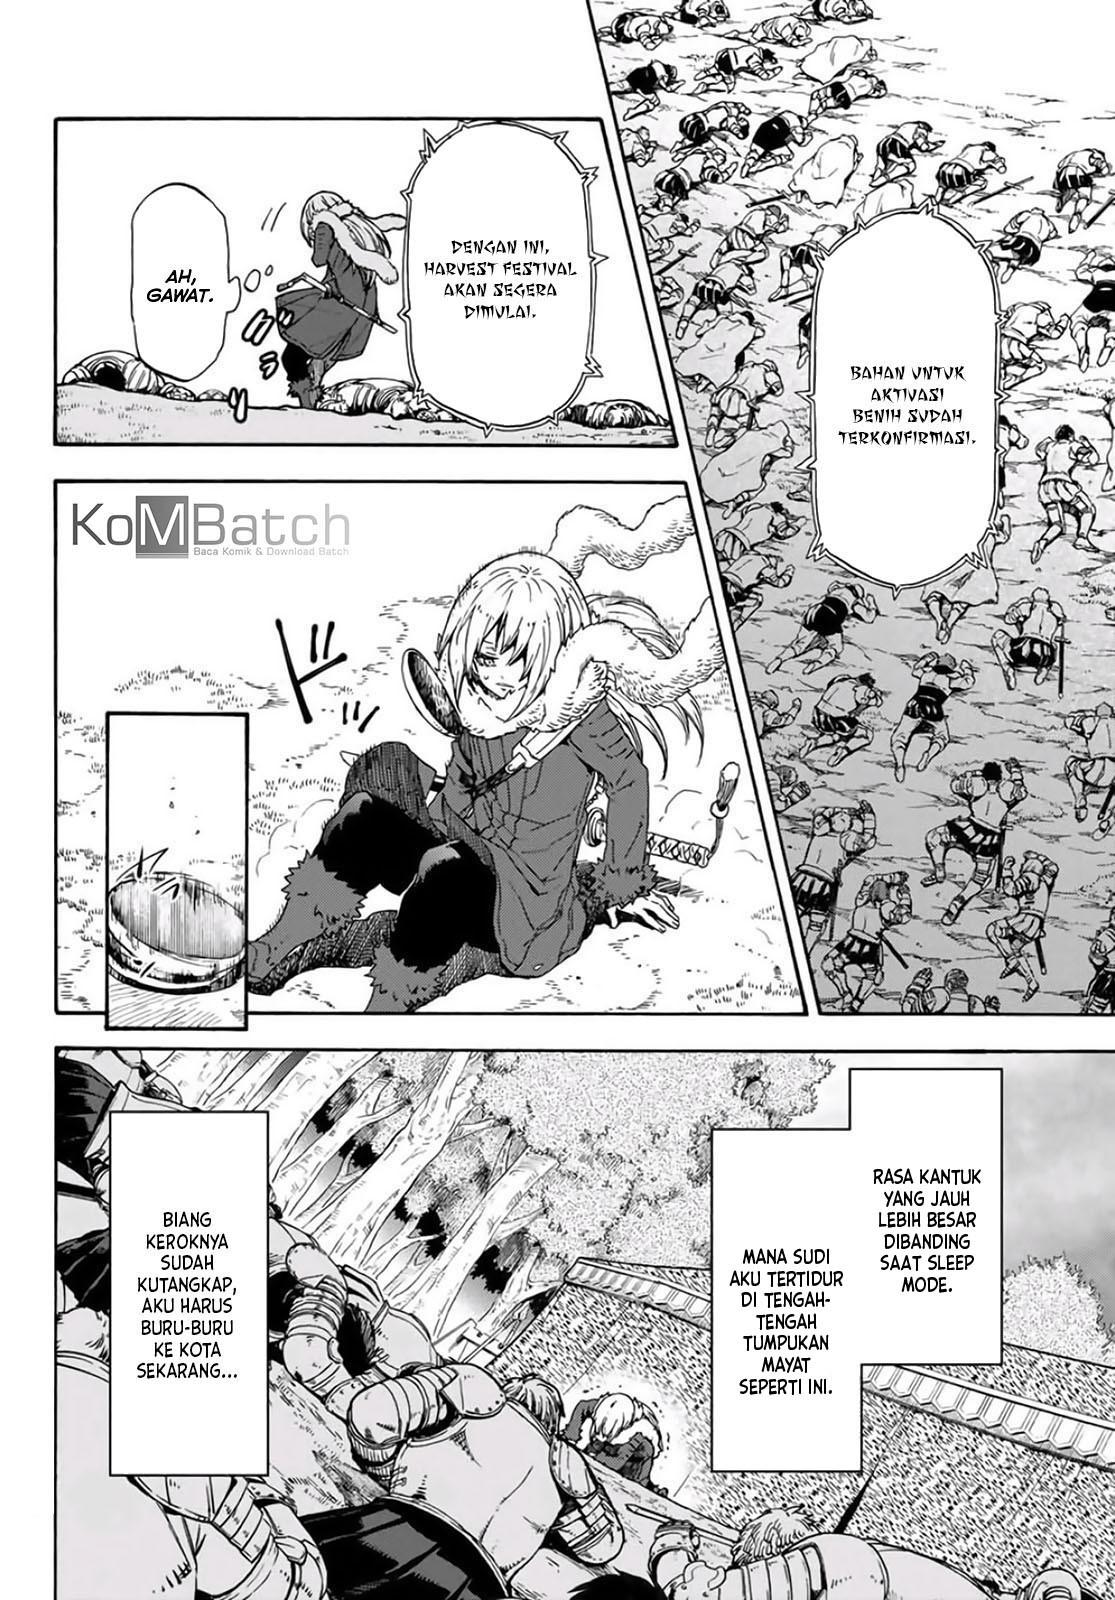 BAHAN UNTUK
AKTIVASI
BENIH SUDAH
TERKONFIRMASI.
DENGAN INI,
HARVEST FESTIVAL
AKAN SEGERA
DIMULAI.
AH,
GAWAT.
KoMBatch
Baca Komik & Download Batch
RASA KANTUK
YANG JAUH
LEBIH BESAR
DIBANDING
SAAT SLEEP
MODE.
MANA SUDI
AKU TERTIDUR
DI TENGAH-
TENGAH
TUMPUKAN
MAYAT
SEPERTI INI.
BIANG
KEROKNYA
SUDAH
KUTANGKAP,
AKU HARUS
BURU-BURU
KE KOTA
SEKARANG...